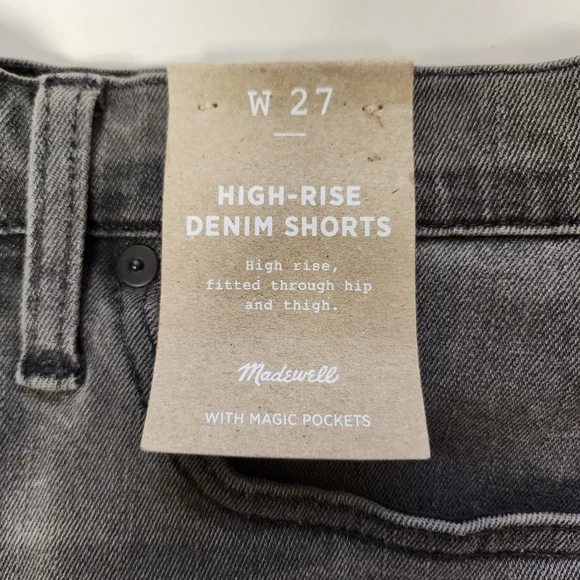 W 27
HIGH-RISE
DENIM SHORTS
High rise,
fitted through hip
and thigh.
Madewell
WITH MAGIC POCKETS